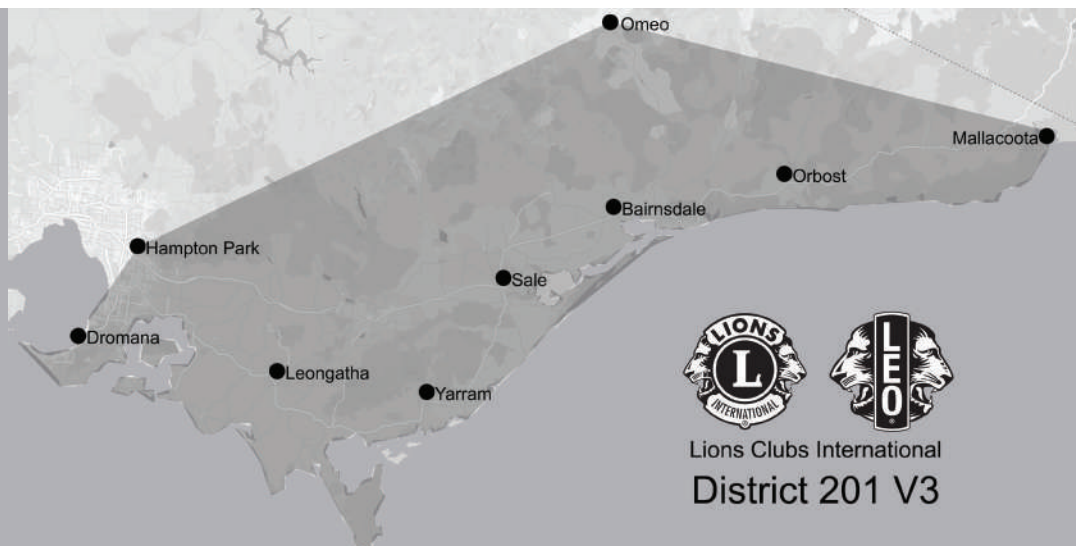 Omeo
Mallacoota
Orbost
Bairnsdale
Hampton Park
Sale
Dromana
Leongatha
Yarram
LIONS
L
INTERNATIONAL
®
LEO
®
Lions Clubs International
District 201 V3